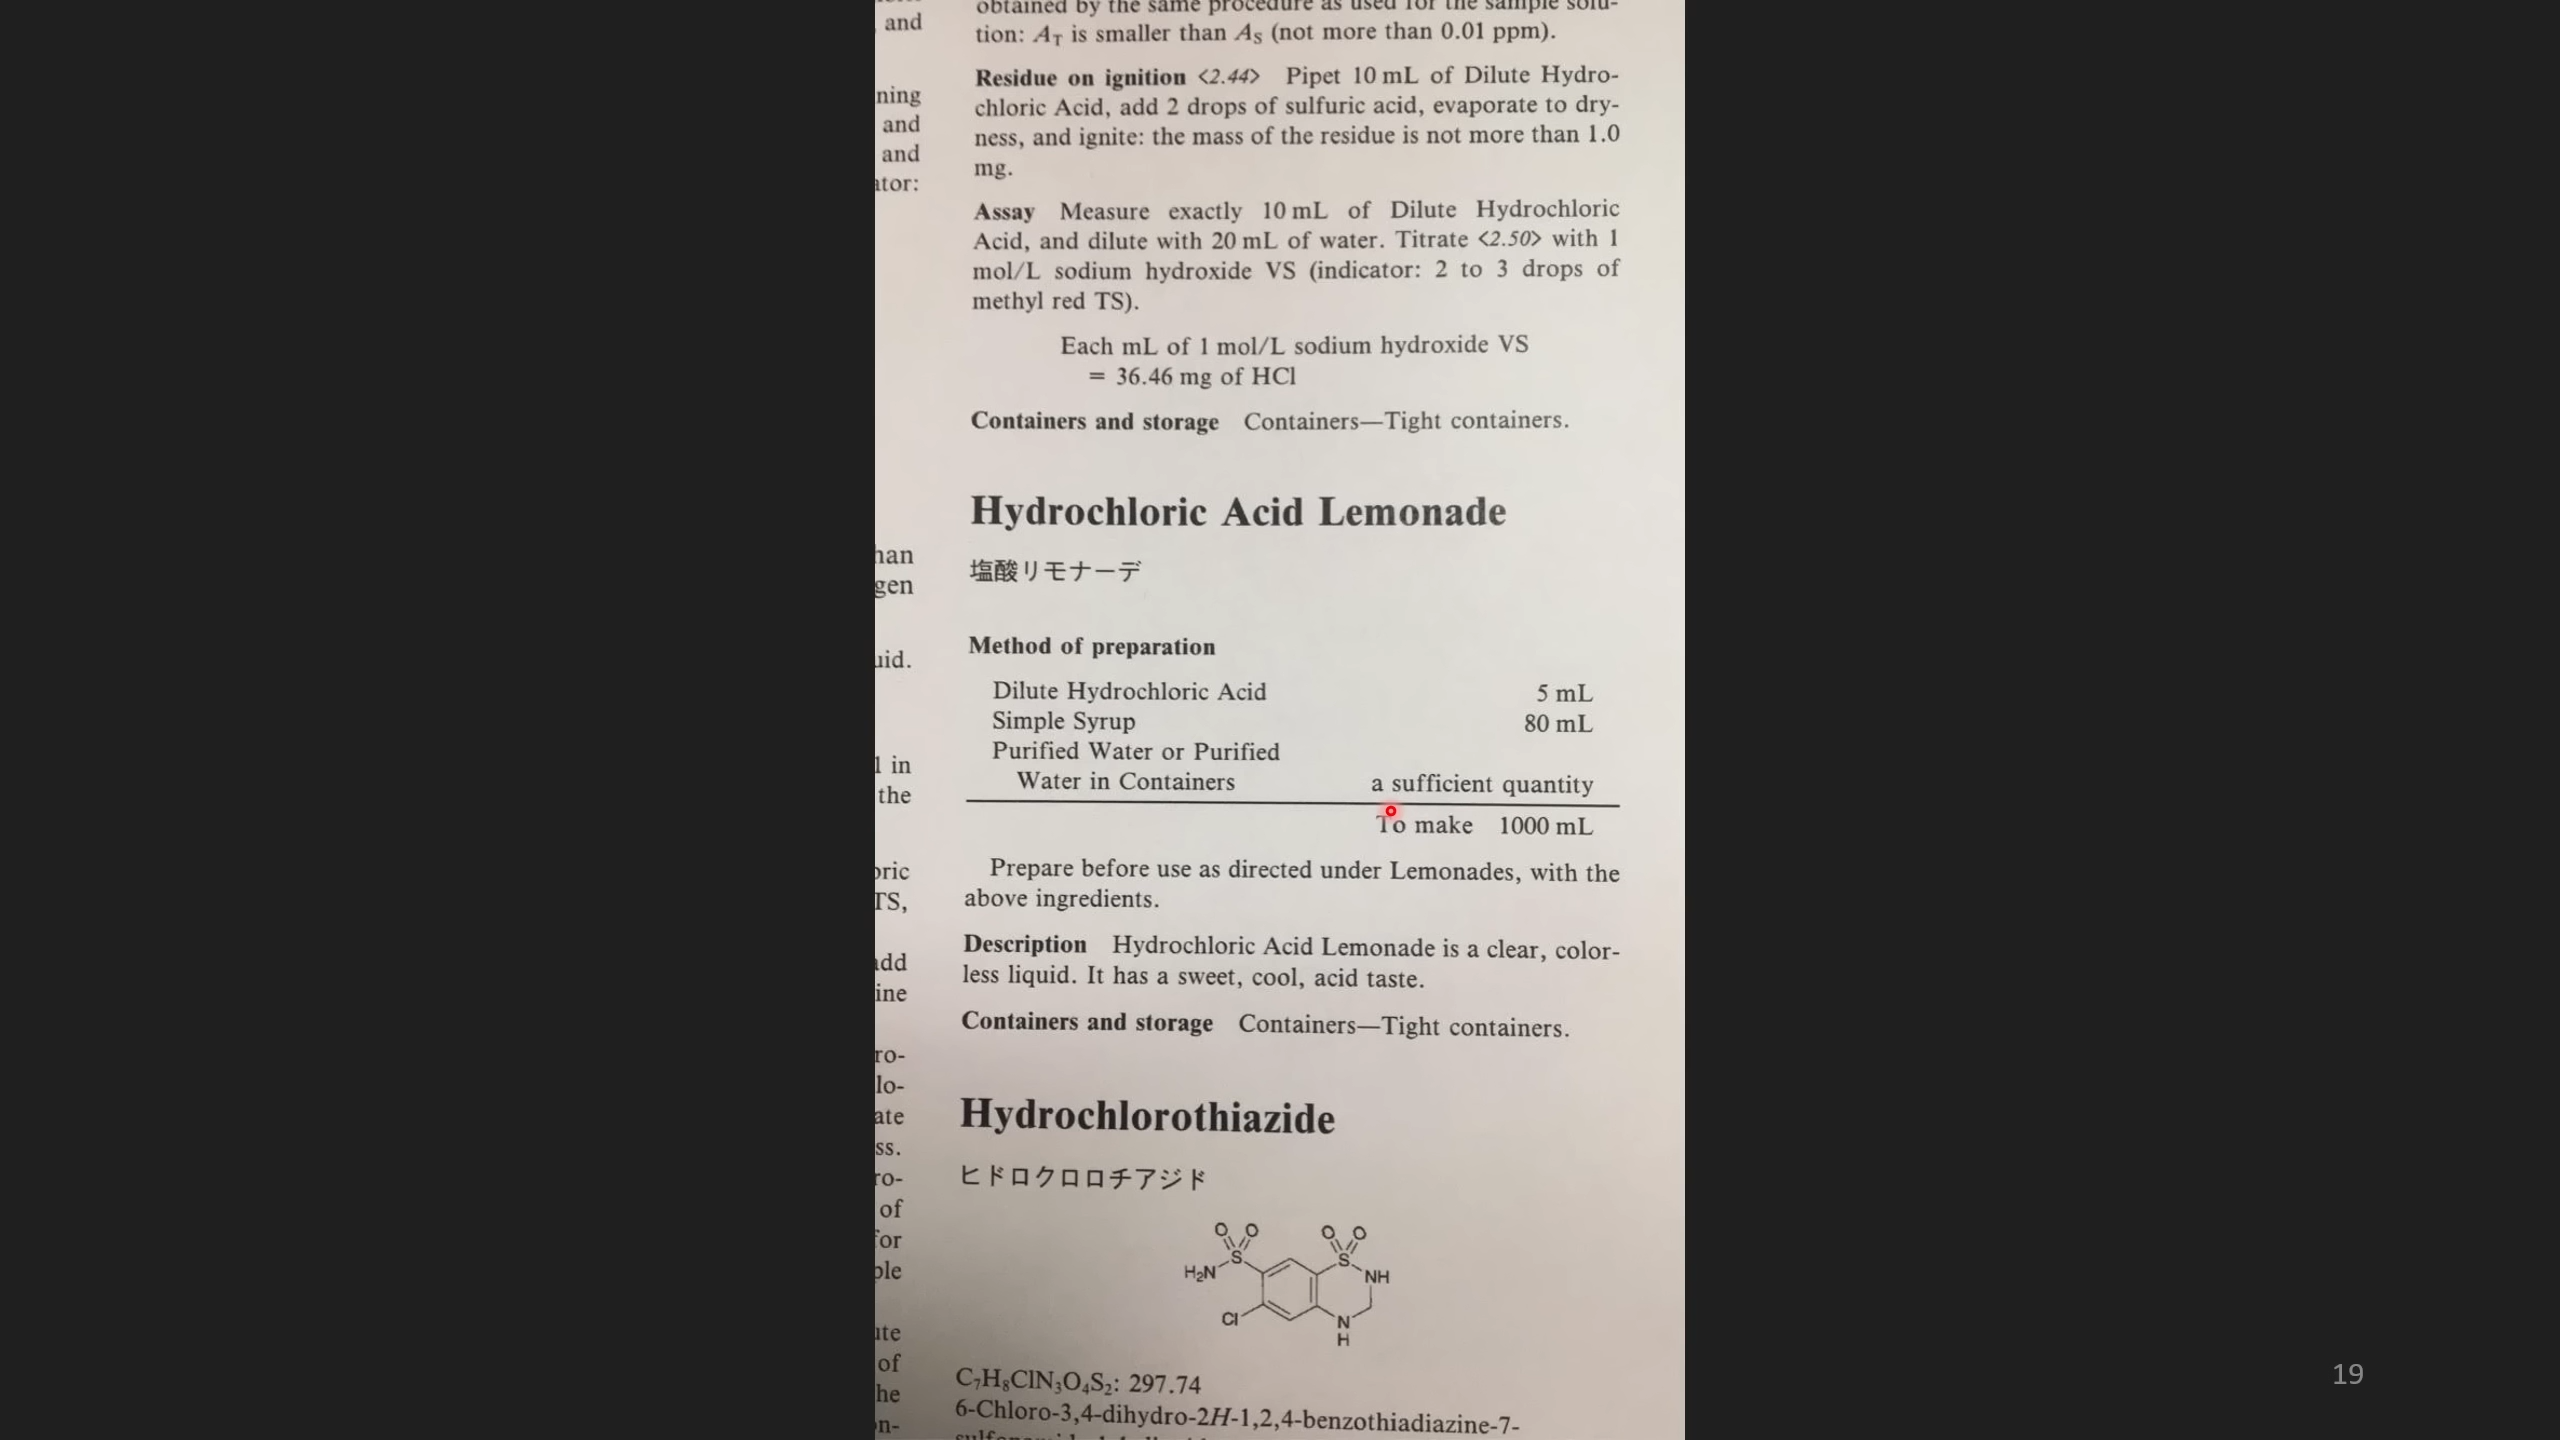 and
ning
and
and
ator:
han
gen
uid.
l in
the
oric
TS,
add
ine
ro-
lo-
ate
ss.
ro-
of
for
ple
ute
of
he
on-
obtained by the same procedure as used for the sample solu-
tion: AT is smaller than AS (not more than 0.01 ppm).
Residue on ignition <2.44> Pipet 10 mL of Dilute Hydro-
chloric Acid, add 2 drops of sulfuric acid, evaporate to dry-
ness, and ignite: the mass of the residue is not more than 1.0
mg.
Assay Measure exactly 10 mL of Dilute Hydrochloric
Acid, and dilute with 20 mL of water. Titrate <2.50> with 1
mol/L sodium hydroxide VS (indicator: 2 to 3 drops of
methyl red TS).
Each mL of 1 mol/L sodium hydroxide VS
= 36.46 mg of HCl
Containers and storage Containers—Tight containers.
Hydrochloric Acid Lemonade
塩酸リモナーデ
Method of preparation
Dilute Hydrochloric Acid 5 mL
Simple Syrup 80 mL
Purified Water or Purified
Water in Containers a sufficient quantity
To make 1000 mL
Prepare before use as directed under Lemonades, with the
above ingredients.
Description Hydrochloric Acid Lemonade is a clear, color-
less liquid. It has a sweet, cool, acid taste.
Containers and storage Containers—Tight containers.
Hydrochlorothiazide
ヒドロクロロチアジド
O O O O
S S
H₂N NH
Cl N
H
C₇H₈ClN₃O₄S₂: 297.74
6-Chloro-3,4-dihydro-2H-1,2,4-benzothiadiazine-7-
19